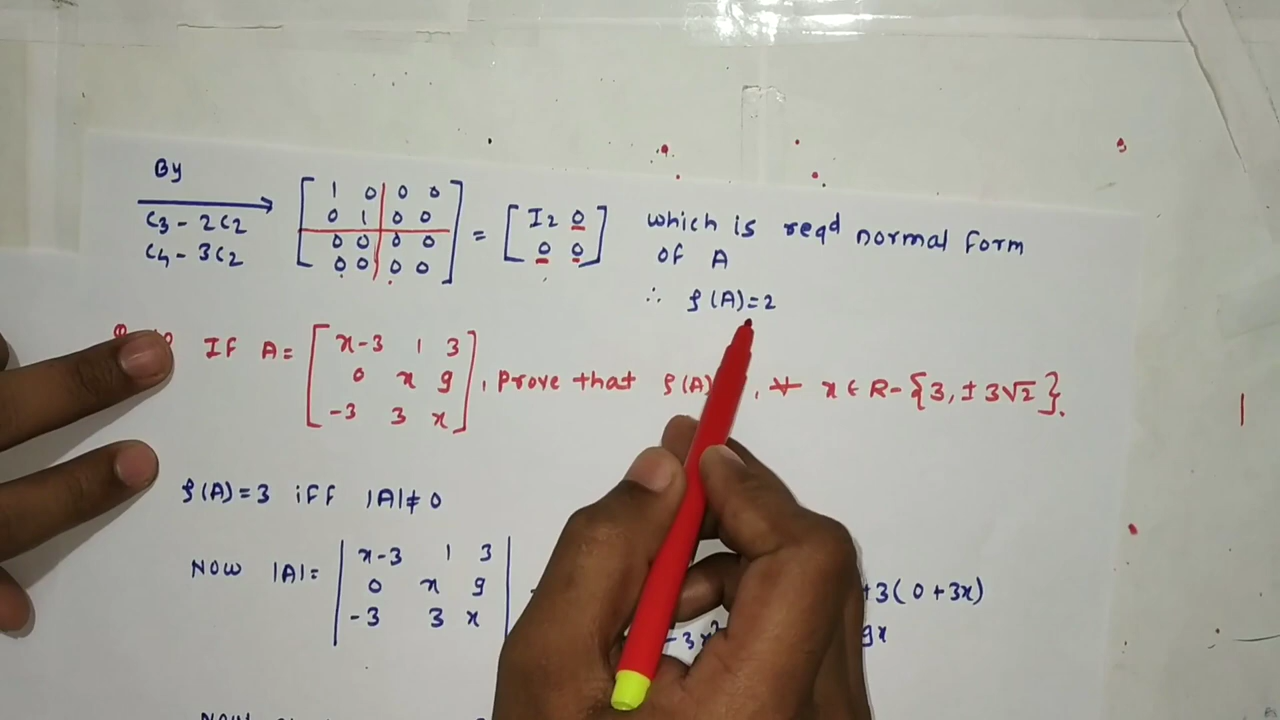 By
C3 - 2C2
C4 - 3C2
[ 1 0 0 0
0 1 0 0
0 0 0 0
0 0 0 0 ]
= [ I2 0
0 0 ]
which is reqd normal form
of A
∴ ρ(A)=2
If A= [ x-3 1 3
0 x 9
-3 3 x ]
, Prove that ρ(A) , ∀ x ∈ R-{3, ±3√2}.
ρ(A)=3 iff |A|≠0
Now |A|= | x-3 1 3
0 x 9
-3 3 x |
+3(0+3x)
-3x²
9x